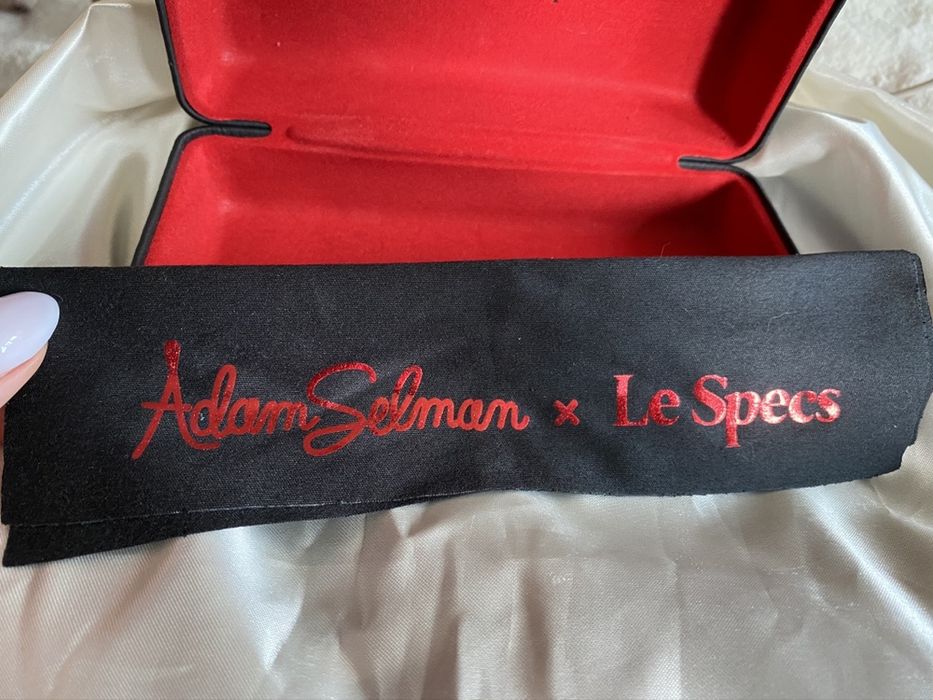 Adam Selman × Le Specs